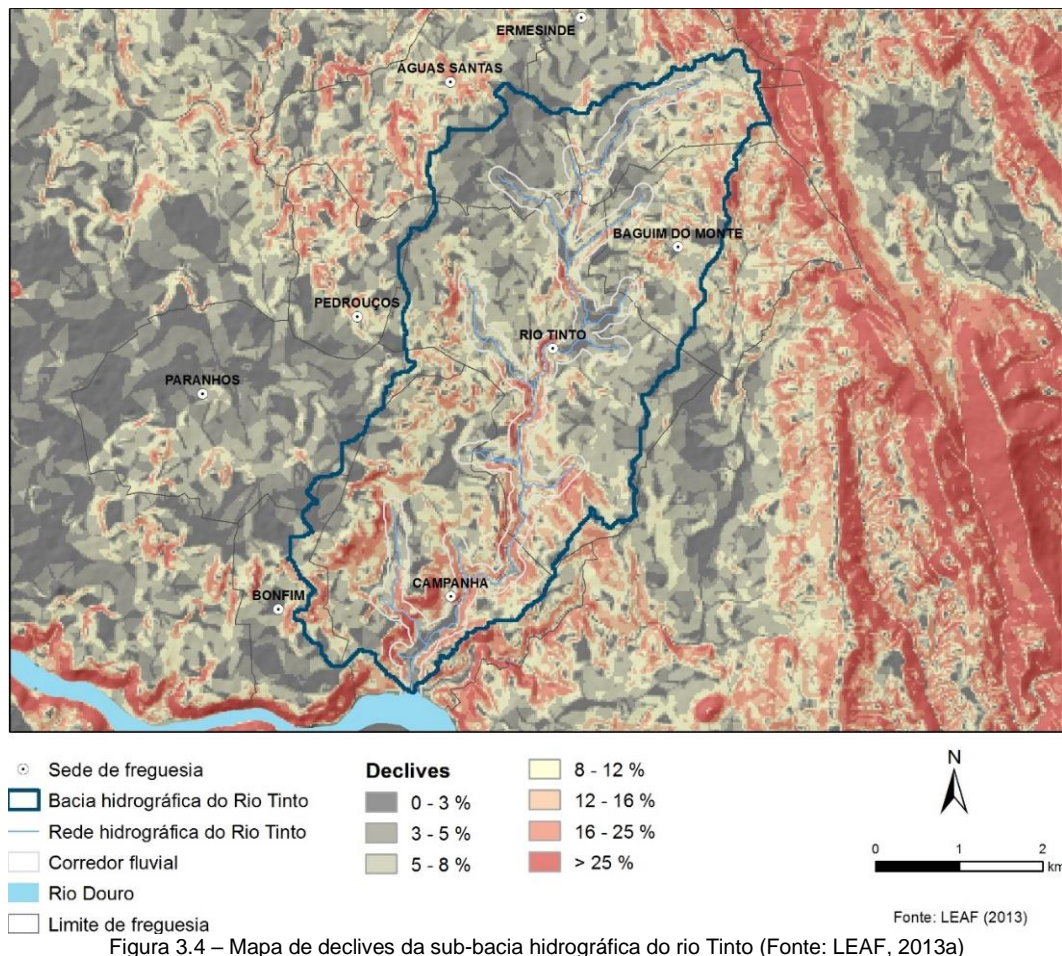 ERMESINDE
ÁGUAS SANTAS
BAGUIM DO MONTE
PEDROUÇOS
RIO TINTO
PARANHOS
CAMPANHA
BONFIM
Sede de freguesia
Bacia hidrográfica do Rio Tinto
Rede hidrográfica do Rio Tinto
Corredor fluvial
Rio Douro
Limite de freguesia
Declives
0 - 3 %
3 - 5 %
5 - 8 %
8 - 12 %
12 - 16 %
16 - 25 %
> 25 %
N
0 1 2
km
Fonte: LEAF (2013)
Figura 3.4 – Mapa de declives da sub-bacia hidrográfica do rio Tinto (Fonte: LEAF, 2013a)